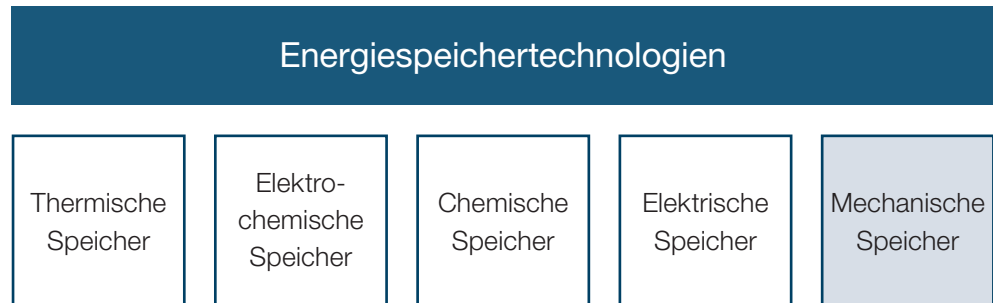 Energiespeichertechnologien
Thermische
Speicher
Elektro-
chemische
Speicher
Chemische
Speicher
Elektrische
Speicher
Mechanische
Speicher